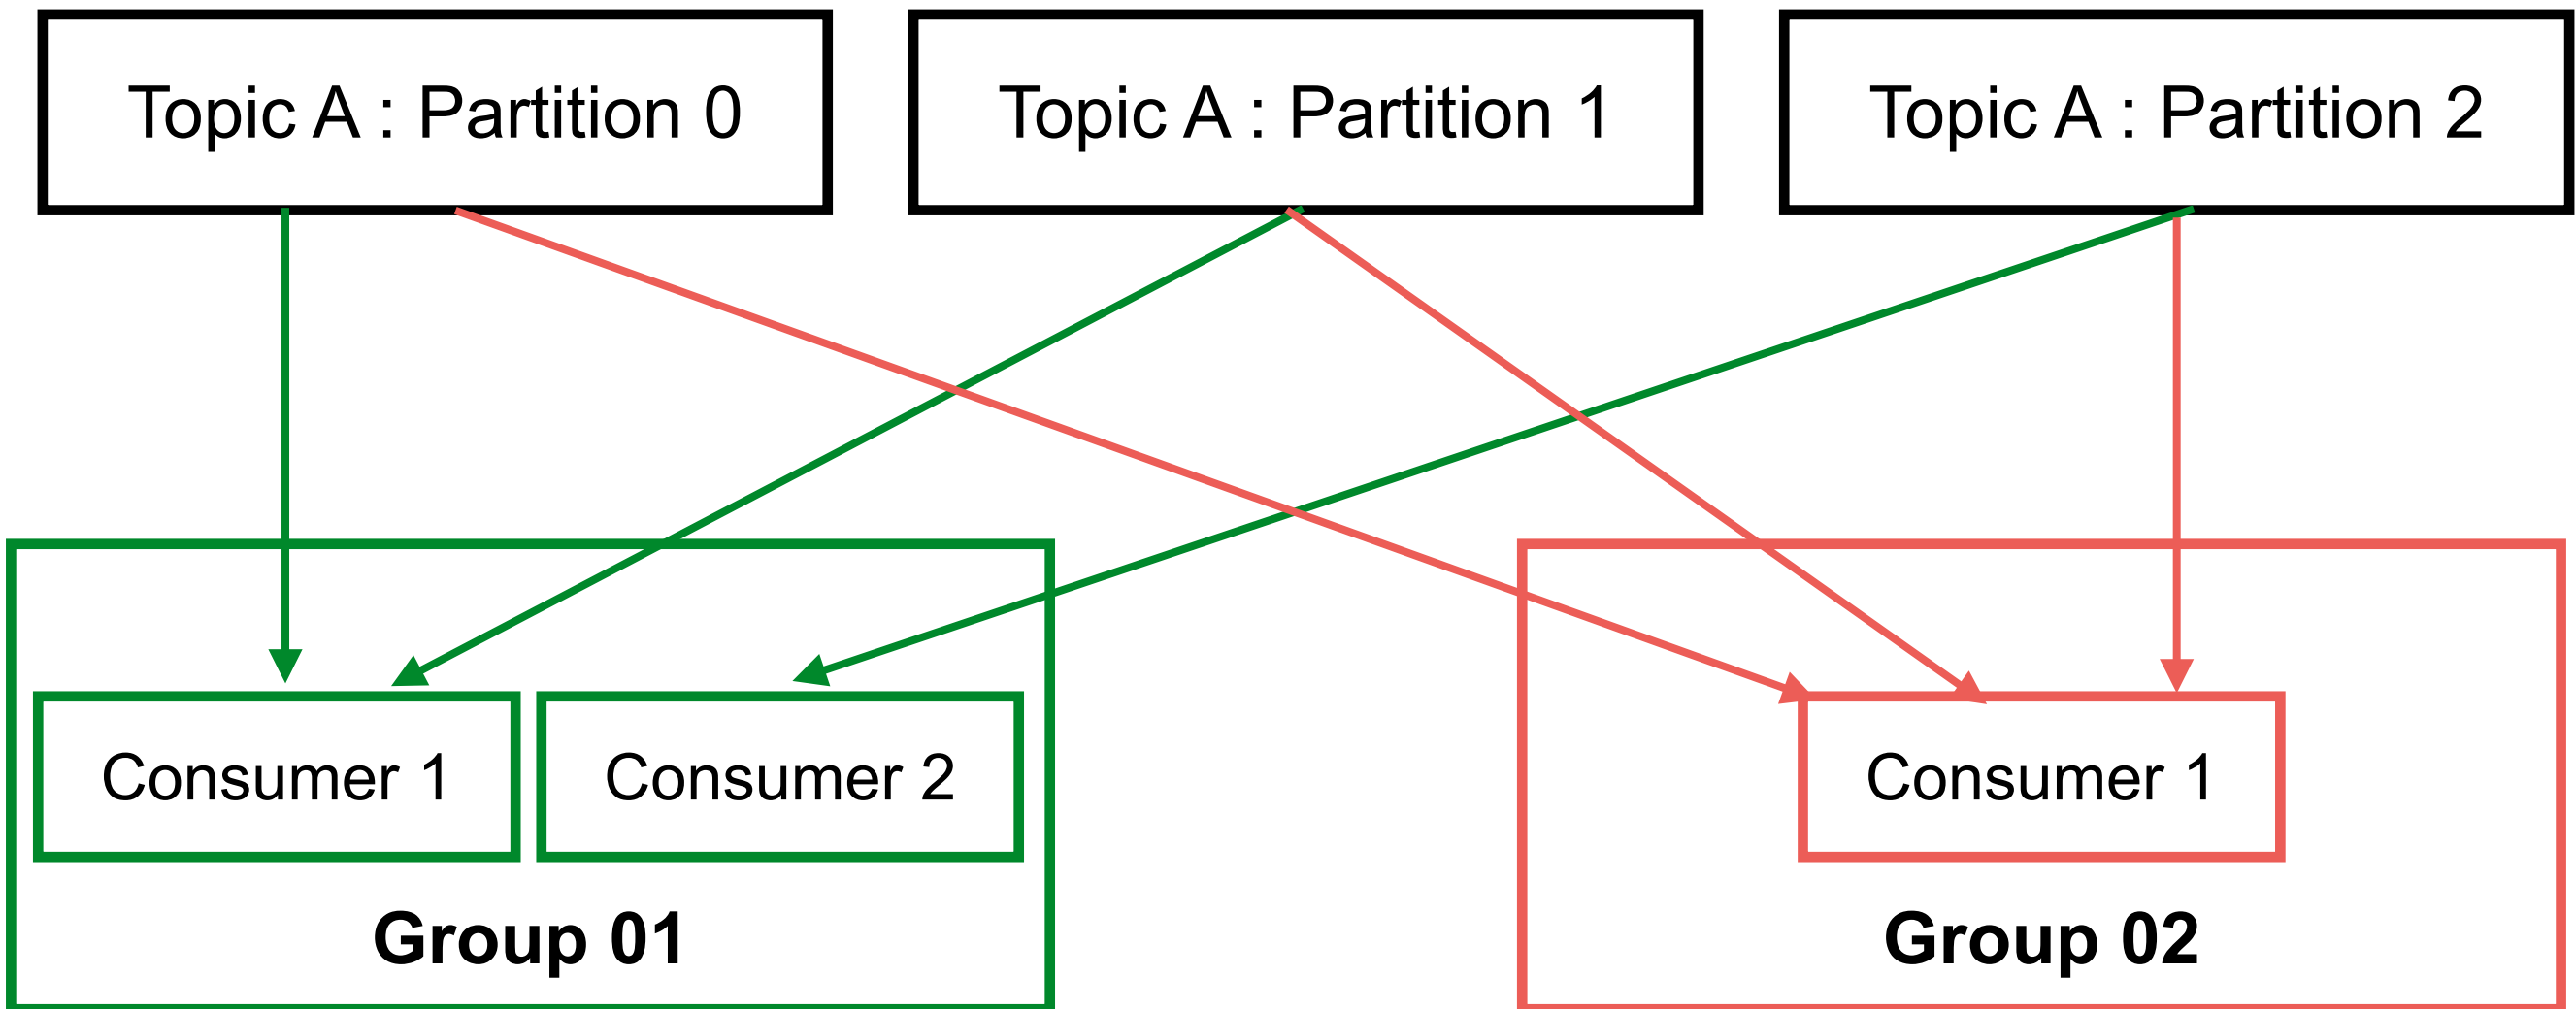 Topic A : Partition 0
Topic A : Partition 1
Topic A : Partition 2
Consumer 1
Consumer 2
Consumer 1
Group 01
Group 02